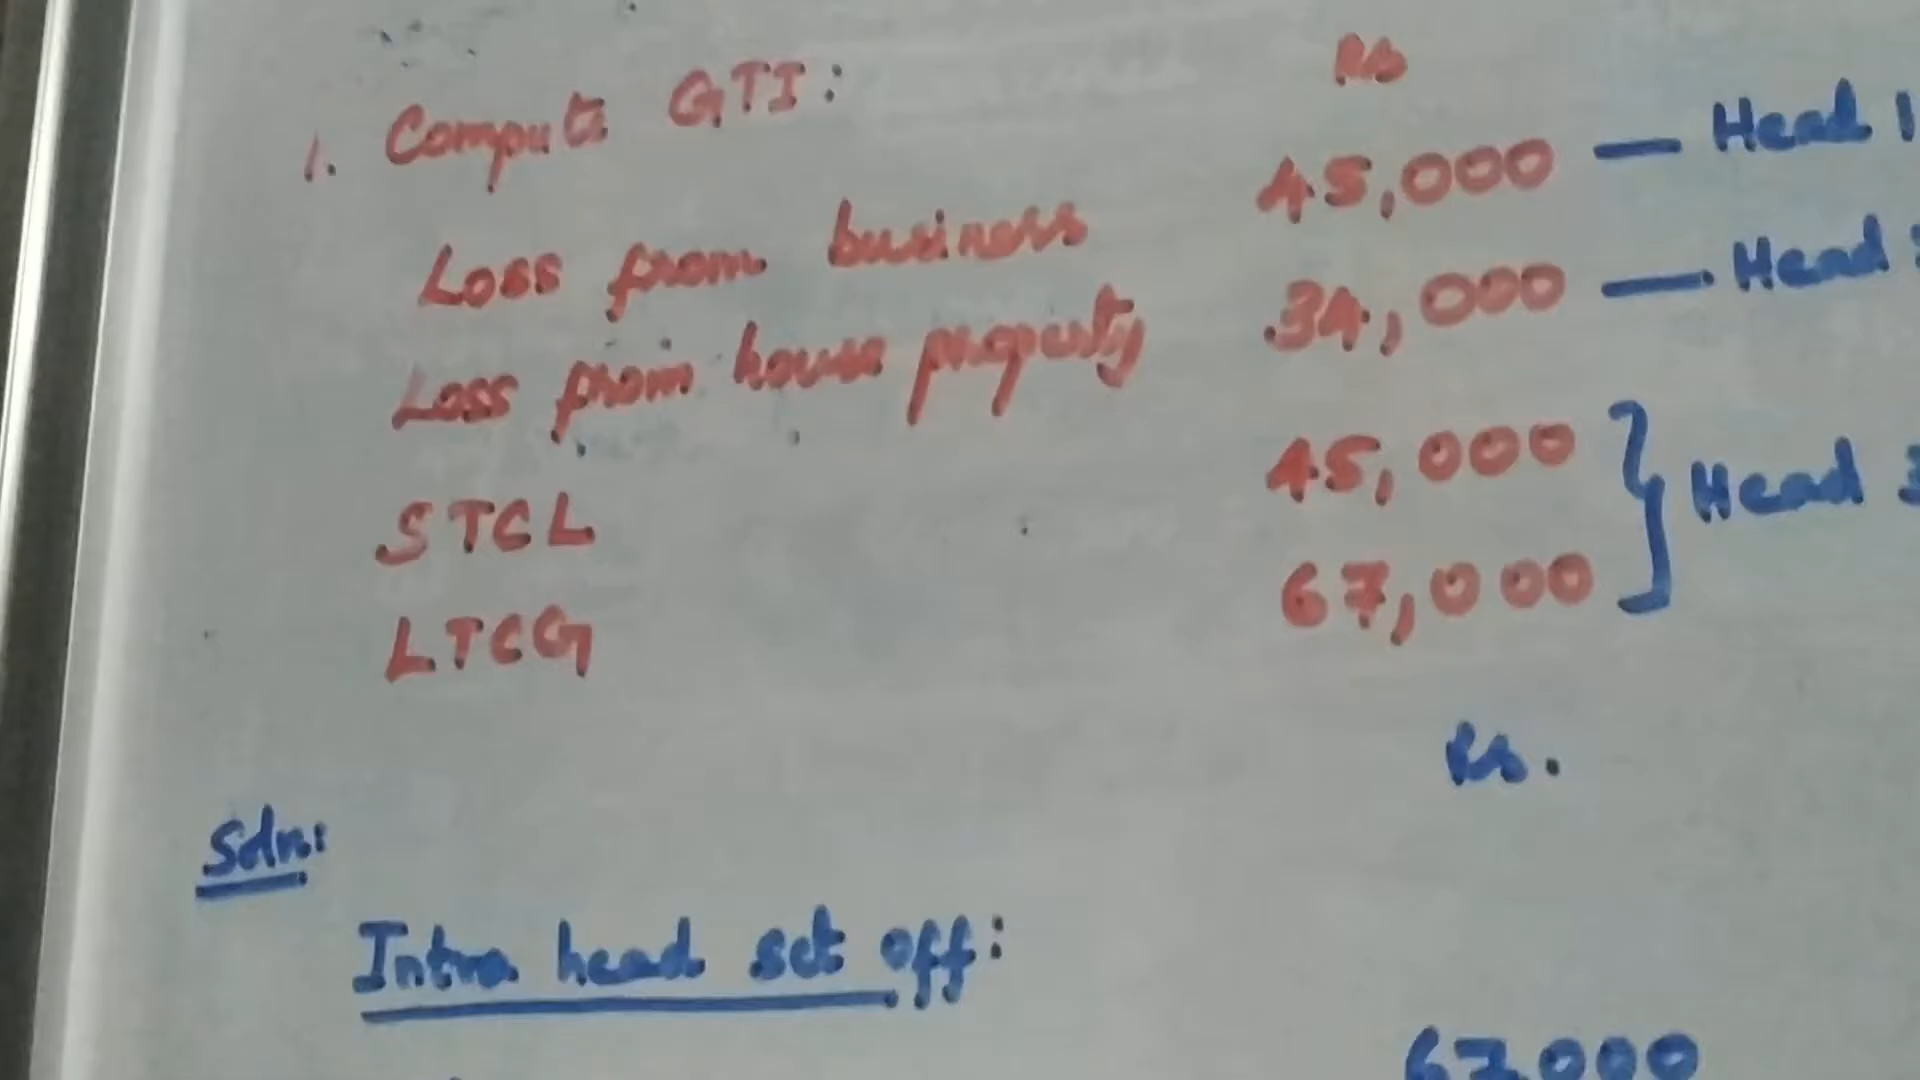 Rs
1. Compute GTI:
Loss from business 45,000 — Head 1
Loss from house property 34,000 — Head
STCL 45,000
LTCG 67,000 } Head 3
Rs.
Soln:
Intra head set off:
67,000